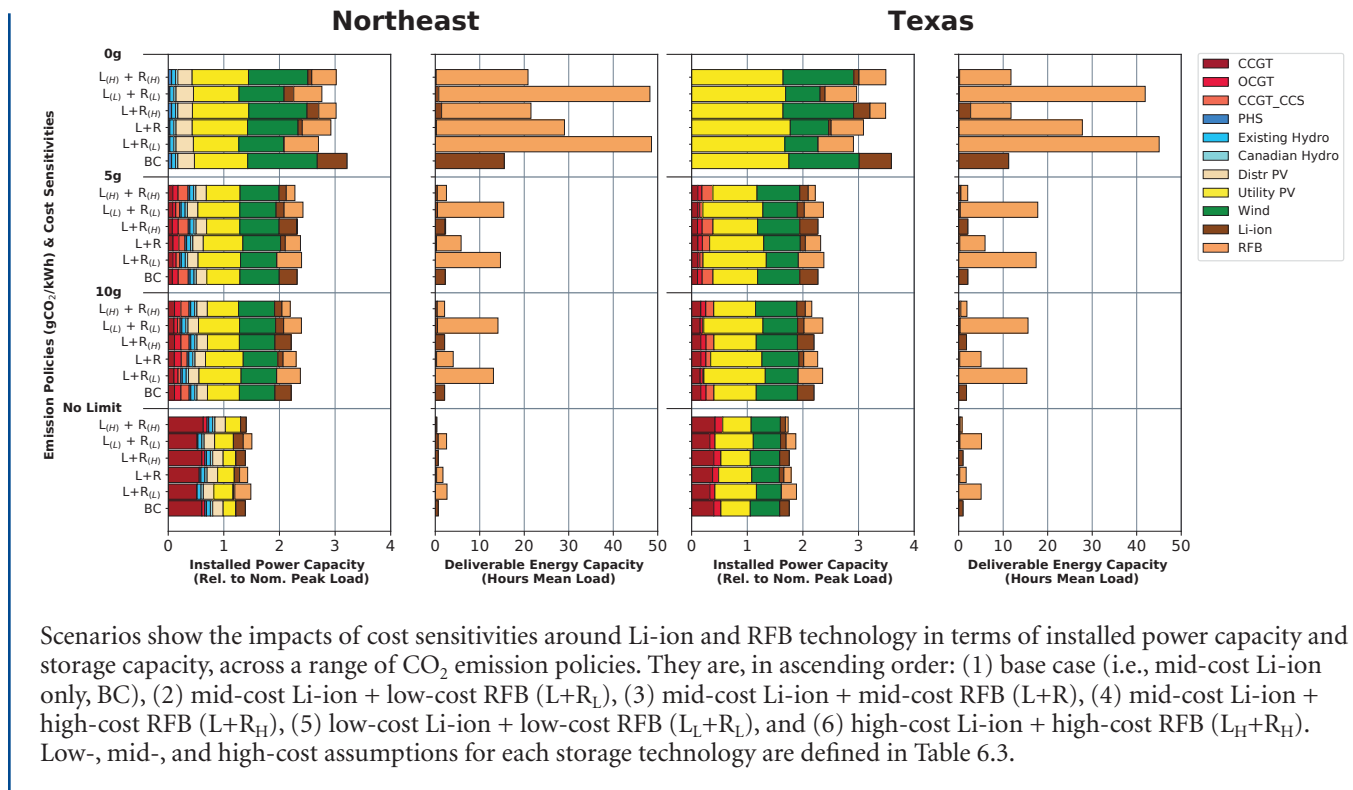 Northeast
Texas
Emission Policies (gCO₂/kWh) & Cost Sensitivities
0g
L(H) + R(H)
L(L) + R(L)
L+R(H)
L+R
L+R(L)
BC
5g
L(H) + R(H)
L(L) + R(L)
L+R(H)
L+R
L+R(L)
BC
10g
L(H) + R(H)
L(L) + R(L)
L+R(H)
L+R
L+R(L)
BC
No Limit
L(H) + R(H)
L(L) + R(L)
L+R(H)
L+R
L+R(L)
BC
0 1 2 3 4
Installed Power Capacity
(Rel. to Nom. Peak Load)
0 10 20 30 40 50
Deliverable Energy Capacity
(Hours Mean Load)
0 1 2 3 4
Installed Power Capacity
(Rel. to Nom. Peak Load)
0 10 20 30 40 50
Deliverable Energy Capacity
(Hours Mean Load)
CCGT
OCGT
CCGT_CCS
PHS
Existing Hydro
Canadian Hydro
Distr PV
Utility PV
Wind
Li-ion
RFB
Scenarios show the impacts of cost sensitivities around Li-ion and RFB technology in terms of installed power capacity and
storage capacity, across a range of CO₂ emission policies. They are, in ascending order: (1) base case (i.e., mid-cost Li-ion
only, BC), (2) mid-cost Li-ion + low-cost RFB (L+R_L), (3) mid-cost Li-ion + mid-cost RFB (L+R), (4) mid-cost Li-ion +
high-cost RFB (L+R_H), (5) low-cost Li-ion + low-cost RFB (L_L+R_L), and (6) high-cost Li-ion + high-cost RFB (L_H+R_H).
Low-, mid-, and high-cost assumptions for each storage technology are defined in Table 6.3.